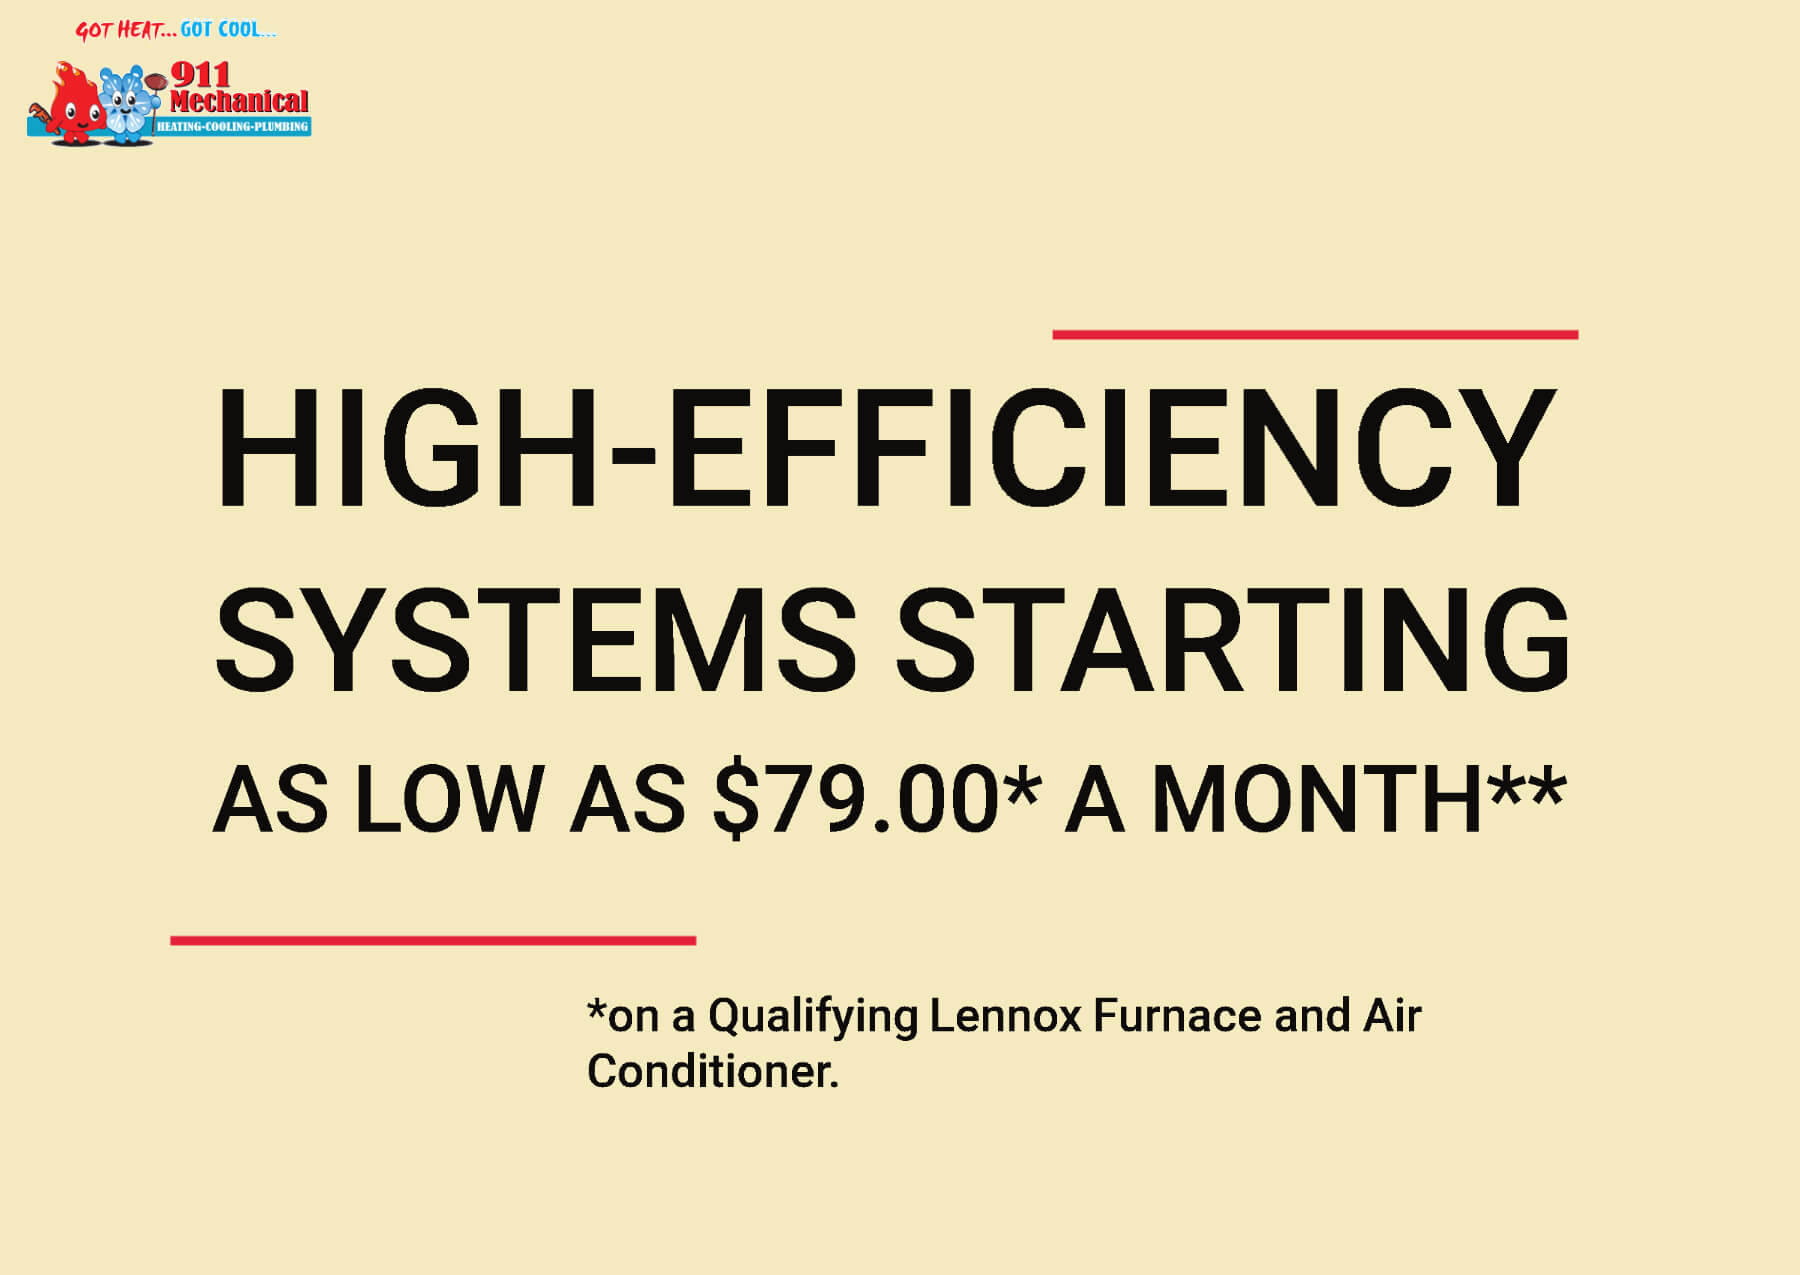 GOT HEAT... GOT COOL...
911
Mechanical
HEATING-COOLING-PLUMBING
HIGH-EFFICIENCY
SYSTEMS STARTING
AS LOW AS $79.00* A MONTH**
*on a Qualifying Lennox Furnace and Air
Conditioner.